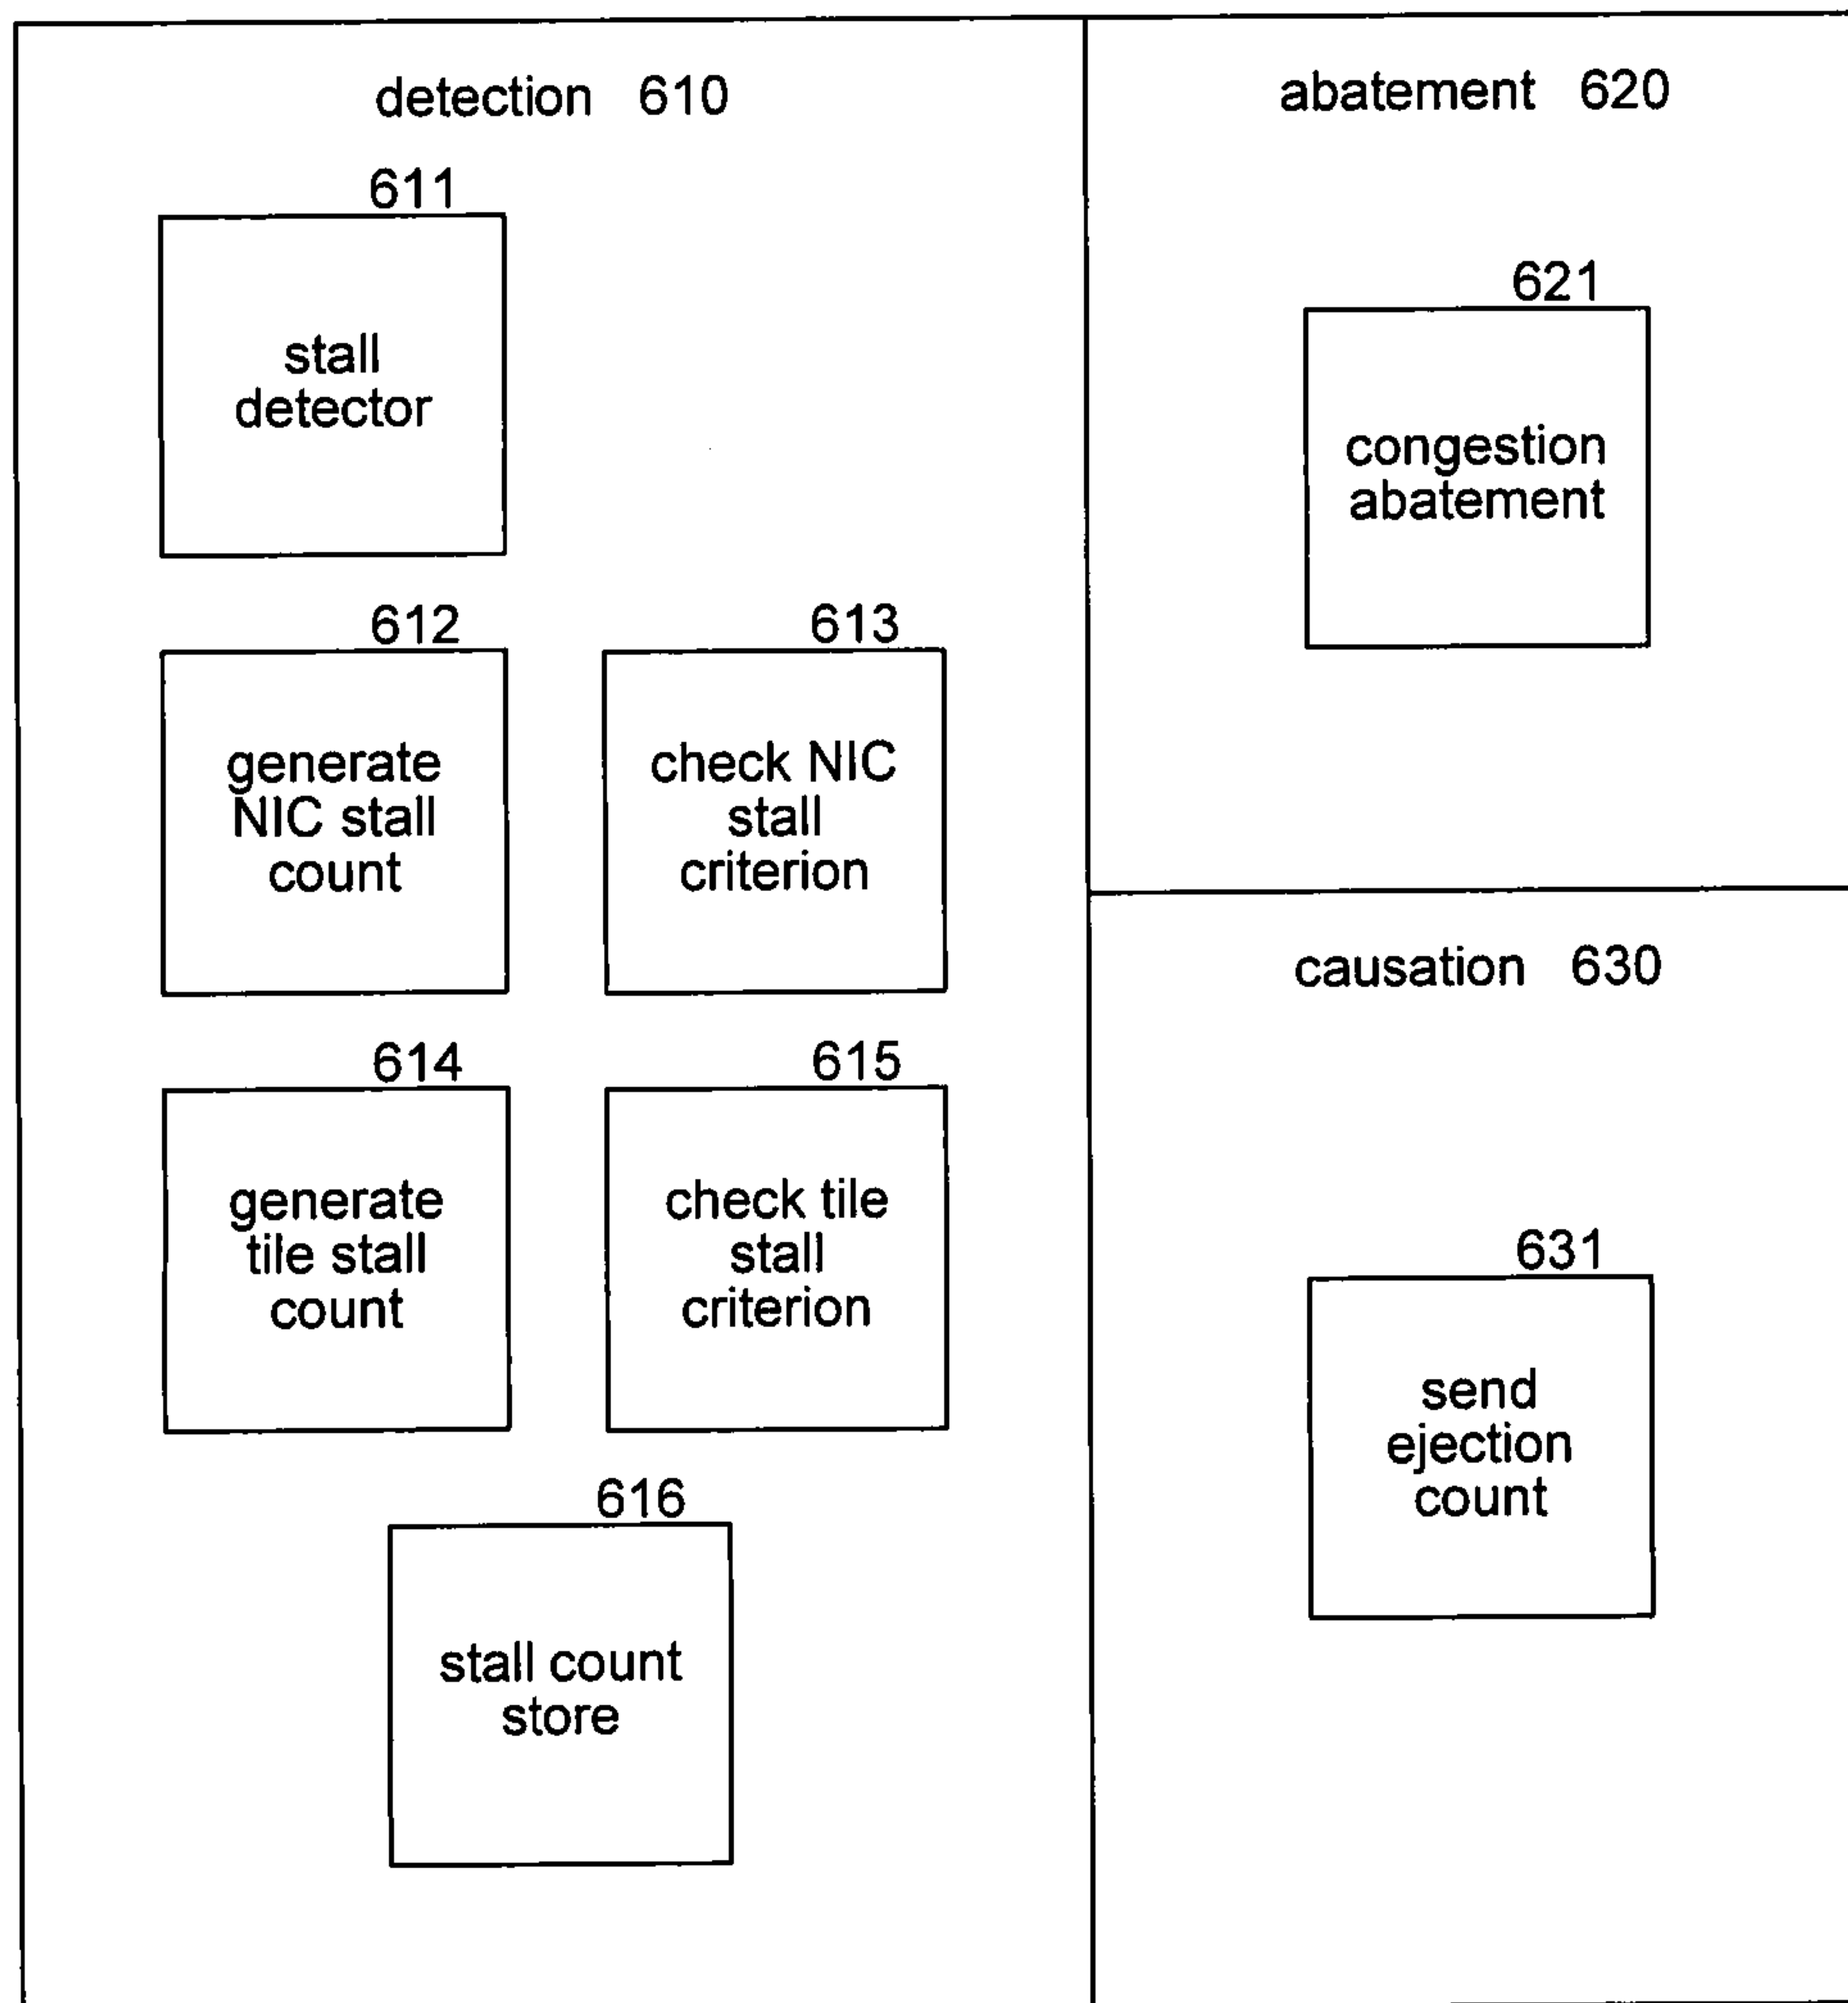 detection 610
611
stall
detector
612
generate
NIC stall
count
613
check NIC
stall
criterion
614
generate
tile stall
count
615
check tile
stall
criterion
616
stall count
store
abatement 620
621
congestion
abatement
causation 630
631
send
ejection
count